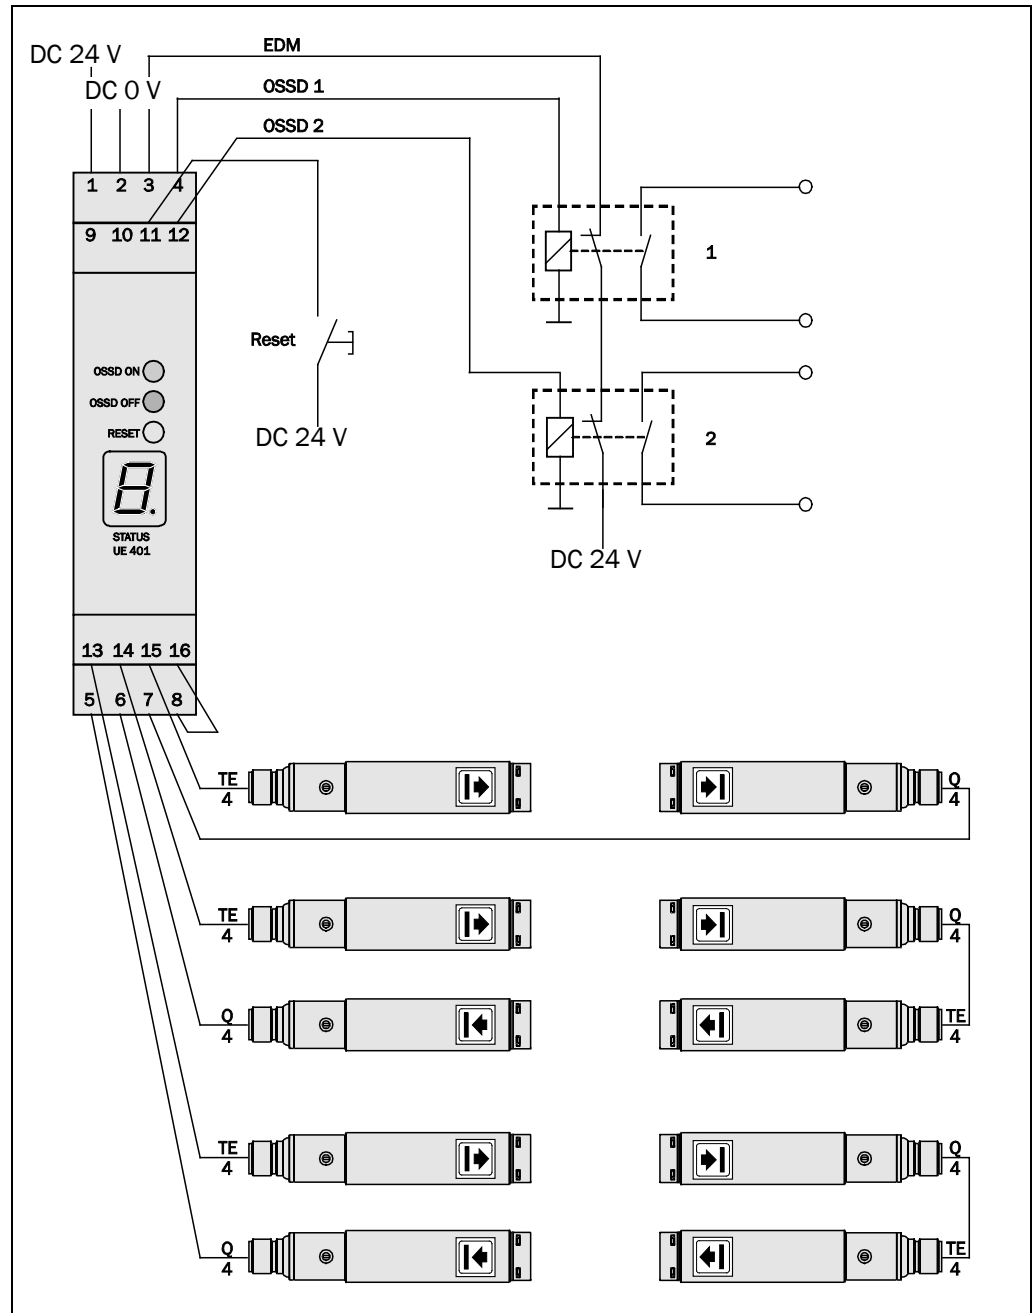 EDM
DC 24 V
DC 0 V
OSSD 1
OSSD 2
1 2 3 4
9 10 11 12
1
Reset
OSSD ON
OSSD OFF
RESET
DC 24 V
2
8.
STATUS
UE 401
DC 24 V
13 14 15 16
5 6 7 8
TE
4
Q
4
TE
4
Q
4
Q
4
TE
4
TE
4
Q
4
Q
4
TE
4